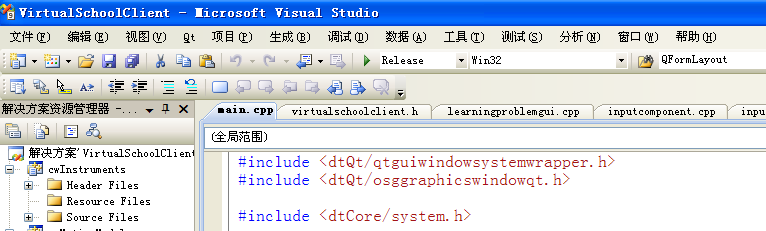 VirtualSchoolClient - Microsoft Visual Studio
文件(F) 编辑(E) 视图(V) Qt 项目(P) 生成(B) 调试(D) 数据(A) 工具(T) 测试(S) 分析(N) 窗口(W) 帮助(H)
Release Win32 QFormLayout
解决方案资源管理器 -...
main.cpp virtualschoolclient.h learningproblemgui.cpp inputcomponent.cpp inpu
(全局范围)
解决方案'VirtualSchoolClient
cwInstruments
Header Files
Resource Files
Source Files
#include <dtQt/qtguiwindowsystemwrapper.h>
#include <dtQt/osggraphicswindowqt.h>
#include <dtCore/system.h>